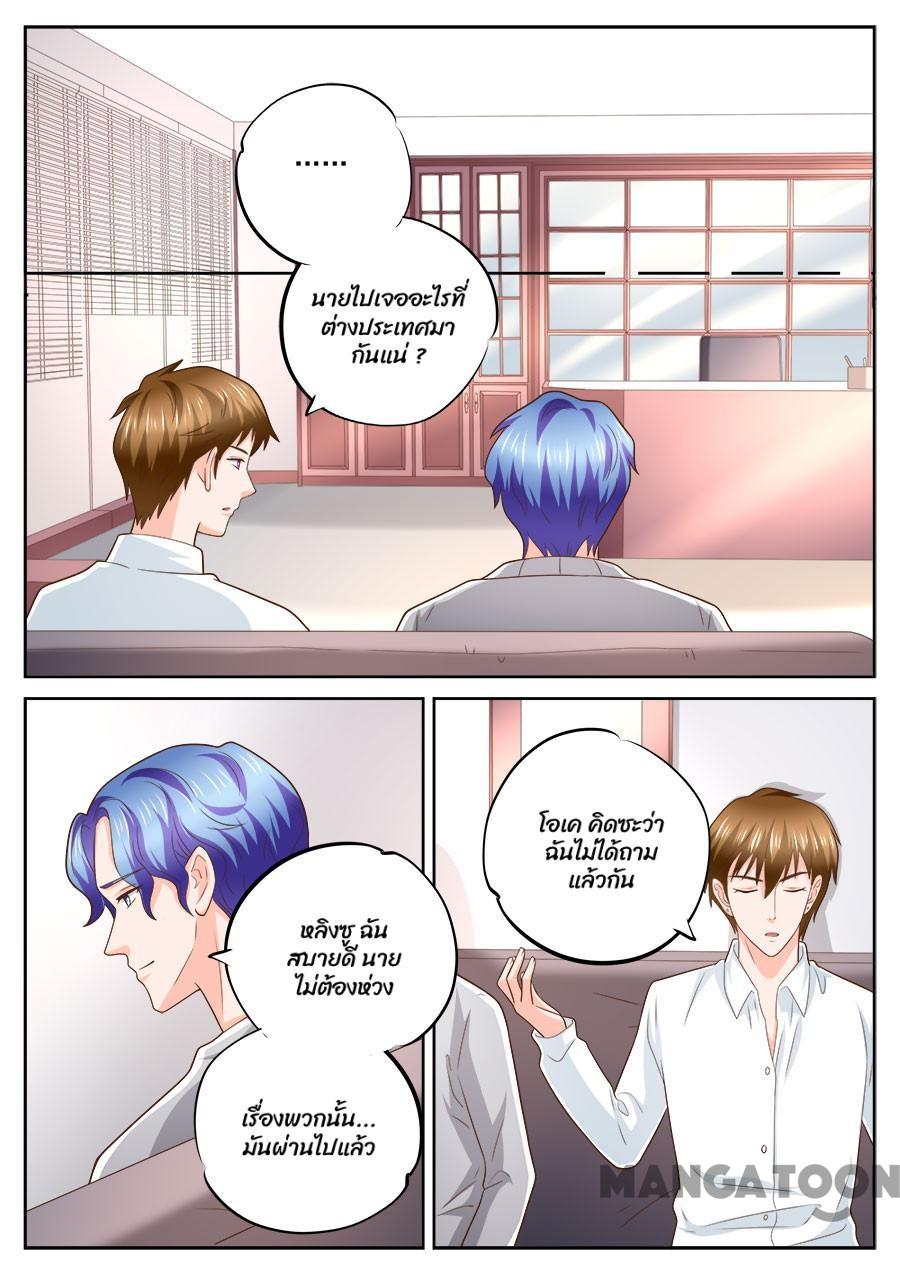 ......
นายไปเจออะไรที่
ต่างประเทศมา
กันแน่ ?
หลิงซู ฉัน
สบายดี นาย
ไม่ต้องห่วง
เรื่องพวกนั้น...
มันผ่านไปแล้ว
โอเค คิดซะว่า
ฉันไม่ได้ถาม
แล้วกัน
MANGATOON